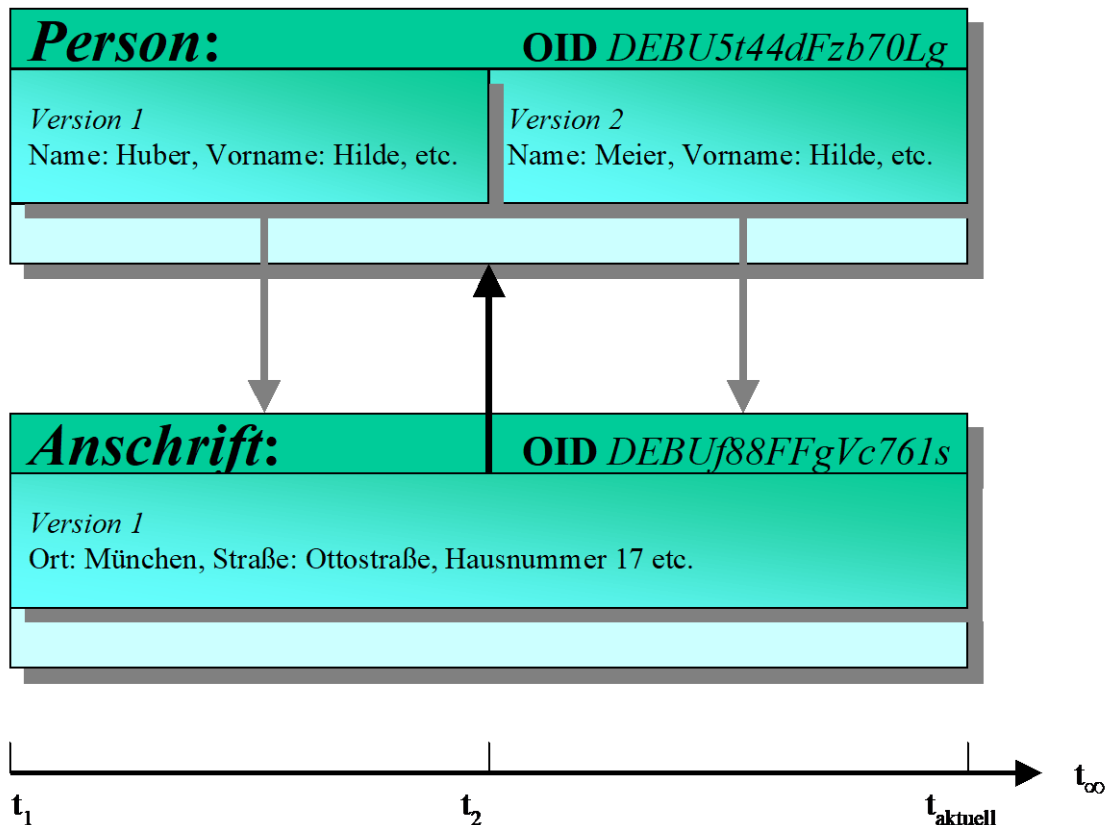 Person: OID DEBU5t44dFzb70Lg
Version 1
Name: Huber, Vorname: Hilde, etc.
Version 2
Name: Meier, Vorname: Hilde, etc.
Anschrift: OID DEBUf88FFgVc761s
Version 1
Ort: München, Straße: Ottostraße, Hausnummer 17 etc.
t1 t2 taktuell t∞